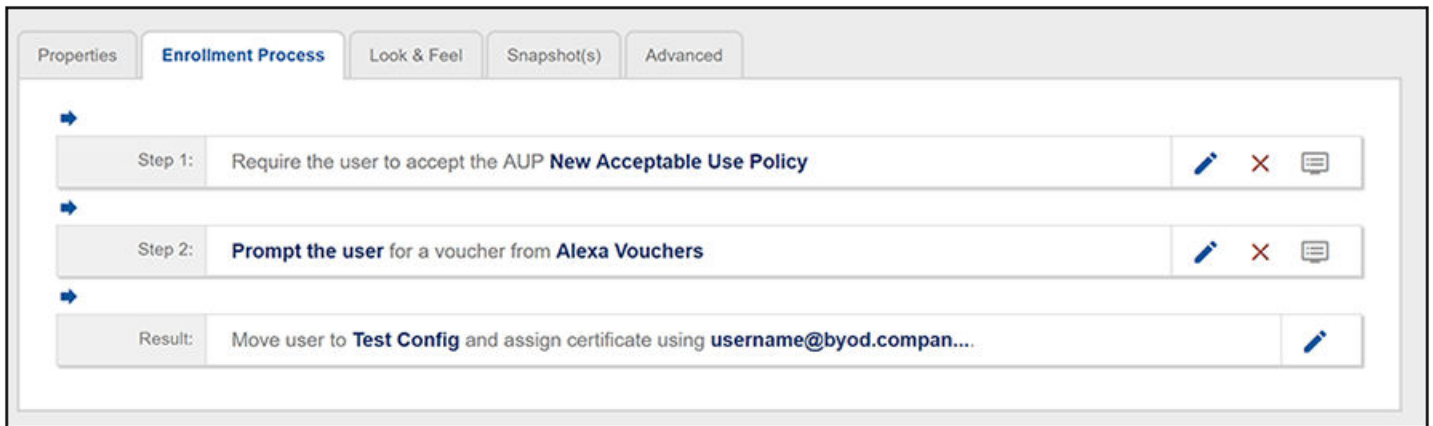 Properties Enrollment Process Look & Feel Snapshot(s) Advanced
Step 1: Require the user to accept the AUP New Acceptable Use Policy
Step 2: Prompt the user for a voucher from Alexa Vouchers
Result: Move user to Test Config and assign certificate using username@byod.compan....